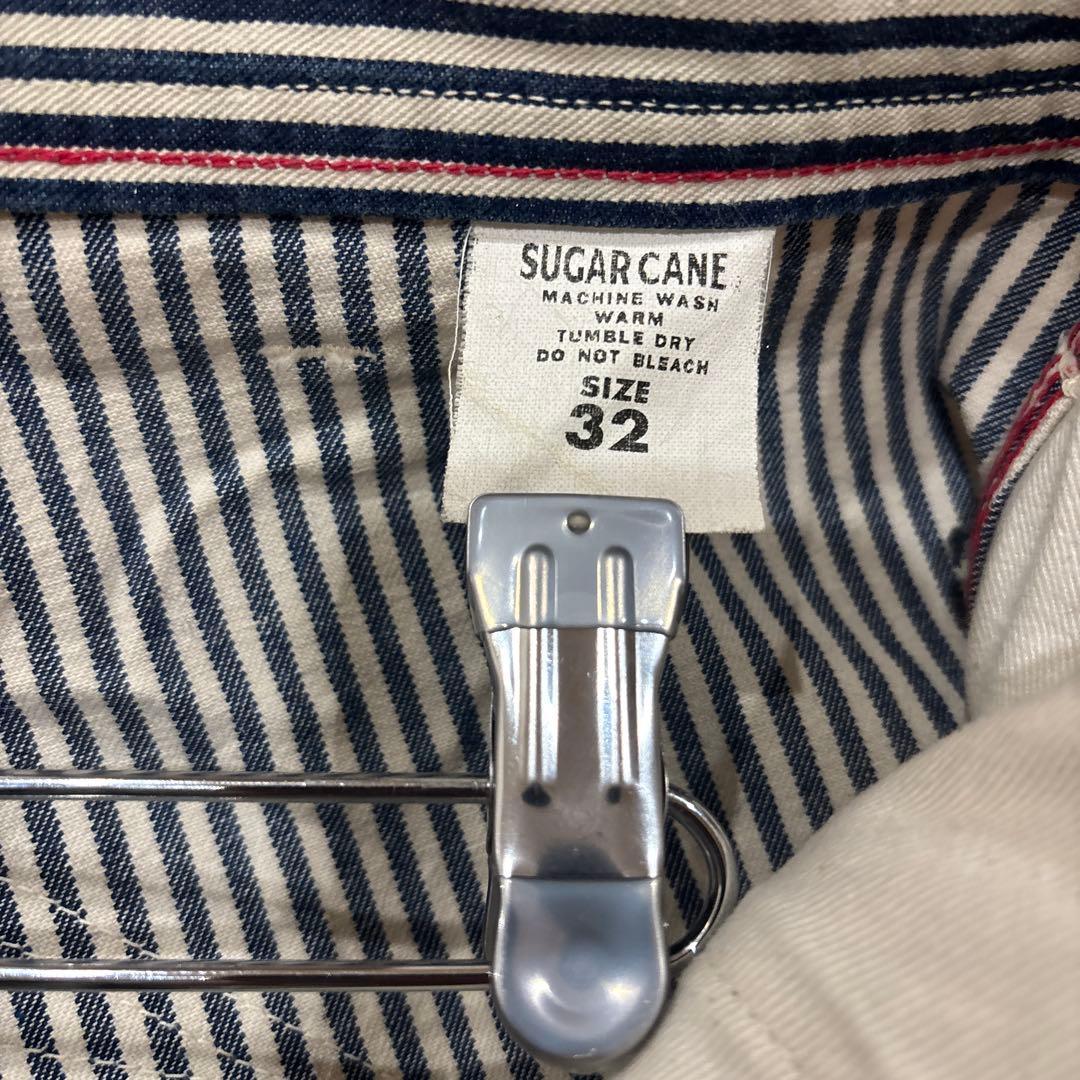 SUGAR CANE
MACHINE WASH
WARM
TUMBLE DRY
DO NOT BLEACH
SIZE
32